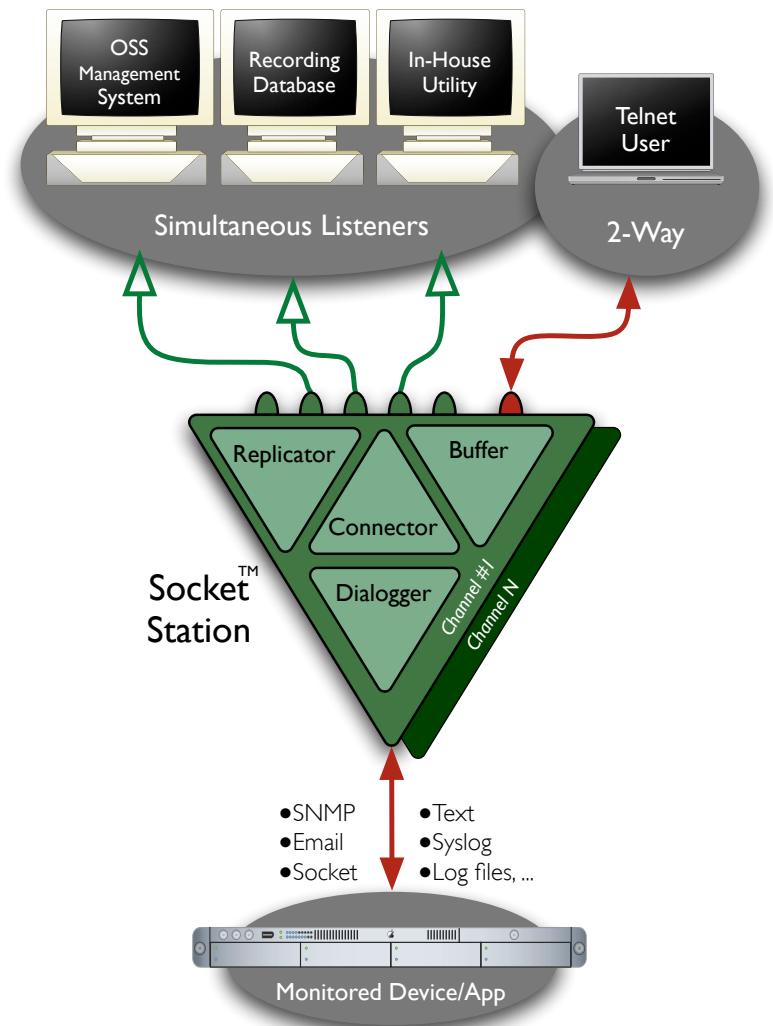 OSS
Management
System
Recording
Database
In-House
Utility
Telnet
User
Simultaneous Listeners
2-Way
Replicator
Buffer
Connector
Dialogger
Channel #1
Channel N
Socket™
Station
•SNMP
•Email
•Socket
•Text
•Syslog
•Log files, ...
Monitored Device/App